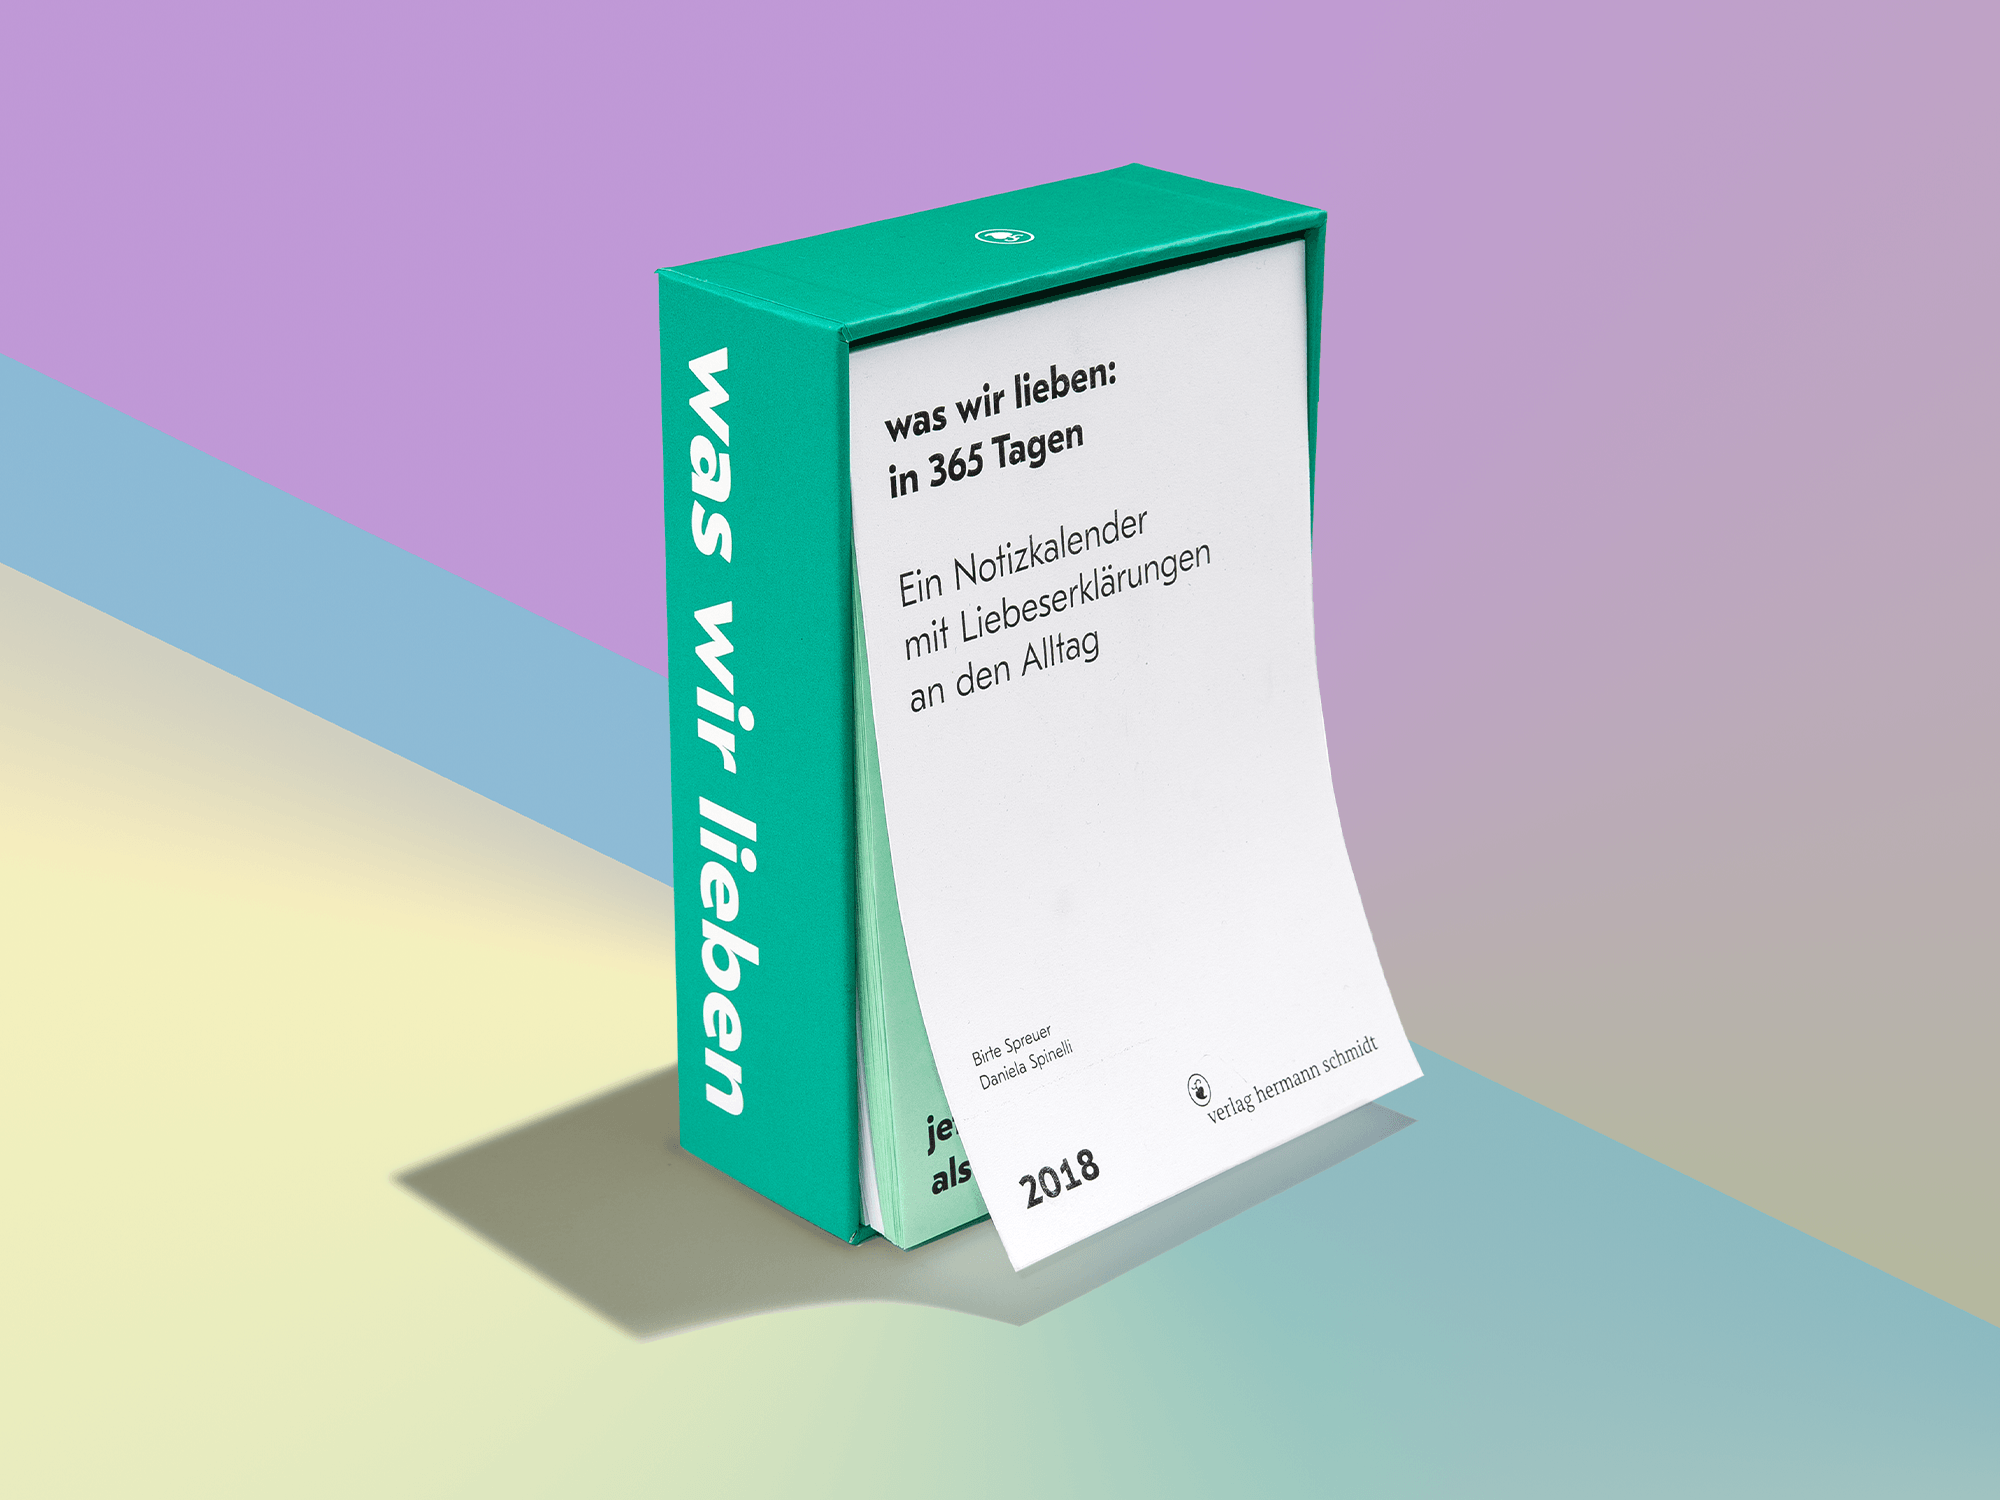 was wir lieben
was wir lieben:
in 365 Tagen
Ein Notizkalender
mit Liebeserklärungen
an den Alltag
Birte Spreuer
Daniela Spinelli
verlag hermann schmidt
2018
als